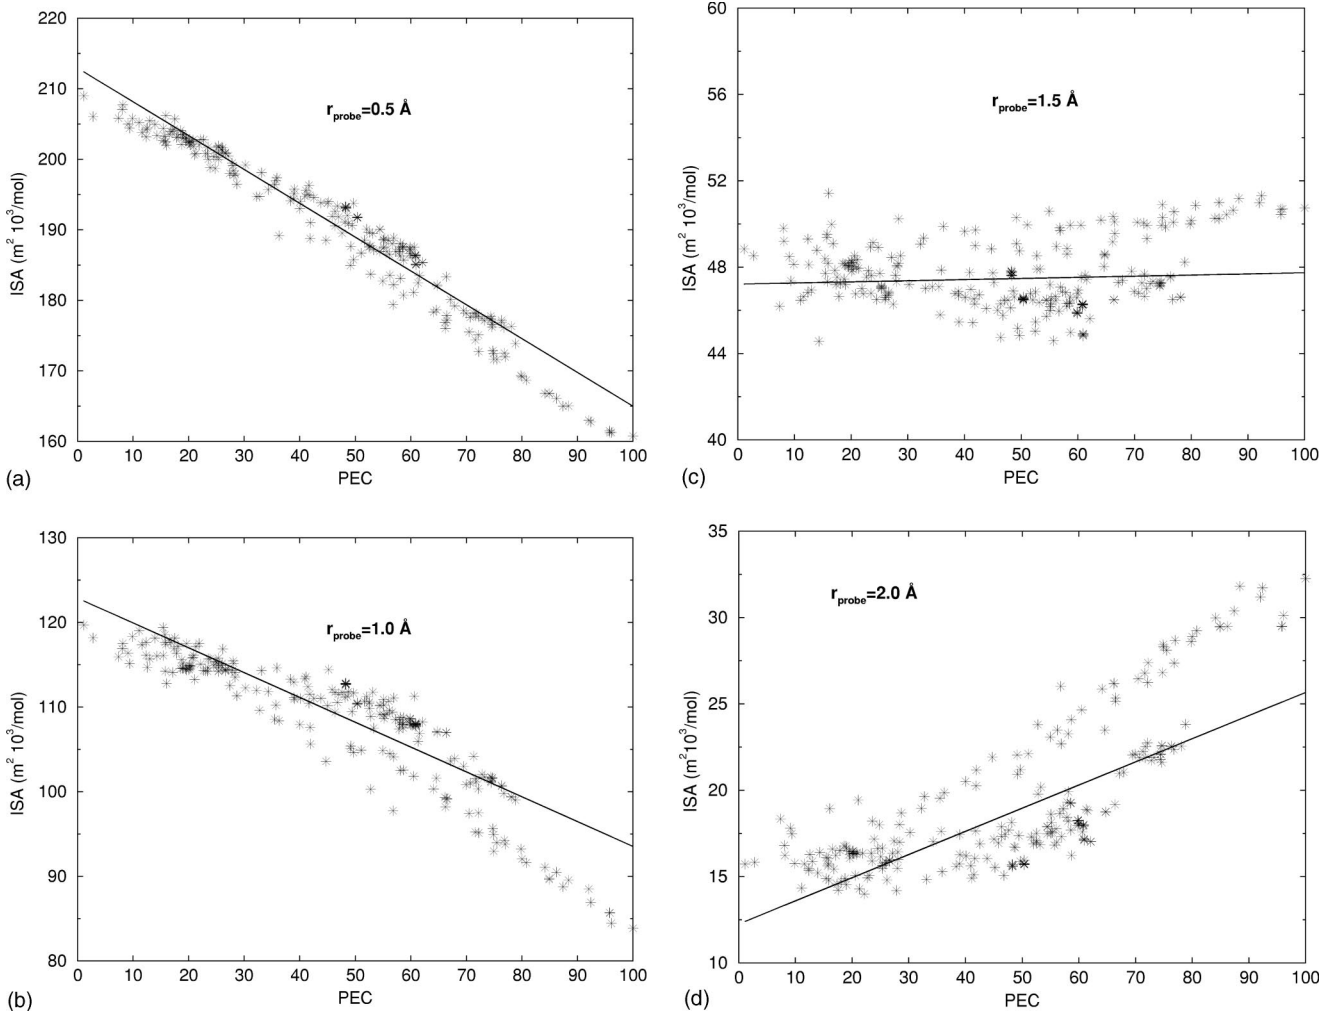 220
210
200
190
180
170
160
ISA (m² 10³/mol)
r_probe=0.5 Å
0 10 20 30 40 50 60 70 80 90 100
PEC
(a)
60
56
52
48
44
40
ISA (m² 10³/mol)
r_probe=1.5 Å
0 10 20 30 40 50 60 70 80 90 100
PEC
(c)
130
120
110
100
90
80
ISA (m² 10³/mol)
r_probe=1.0 Å
0 10 20 30 40 50 60 70 80 90 100
PEC
(b)
35
30
25
20
15
10
ISA (m² 10³/mol)
r_probe=2.0 Å
0 10 20 30 40 50 60 70 80 90 100
PEC
(d)